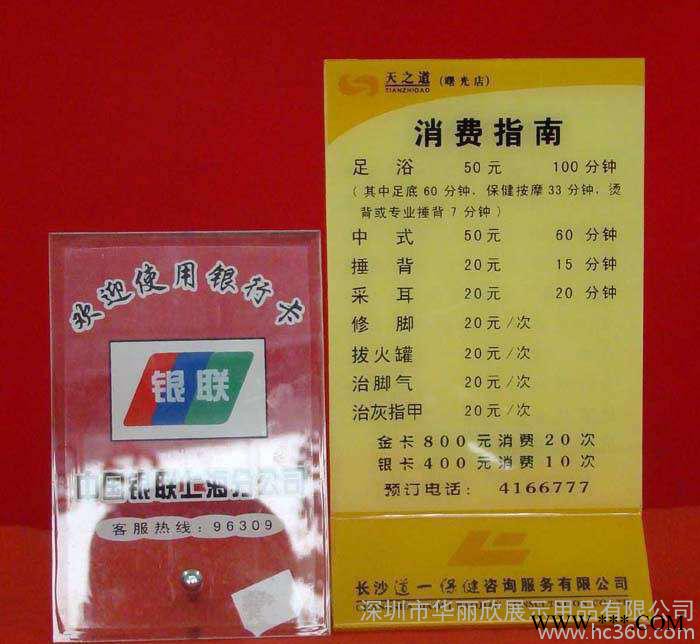 欢迎使用银行卡
银联
中国银联上海分公司
客服热线：96309
天之道 (曙光店)
TIANZHIDAO
消费指南
足浴 50元 100分钟
(其中足底60分钟、保健按摩33分钟、烫
背或专业捶背7分钟)
中式 50元 60分钟
捶背 20元 15分钟
采耳 20元 20分钟
修脚 20元/次
拔火罐 20元/次
治脚气 20元/次
治灰指甲 20元/次
金卡800元消费20次
银卡400元消费10次
预订电话：4166777
长沙道一保健咨询服务有限公司
深圳市华丽欣展示用品有限公司
www.hc360.com
www.***.com